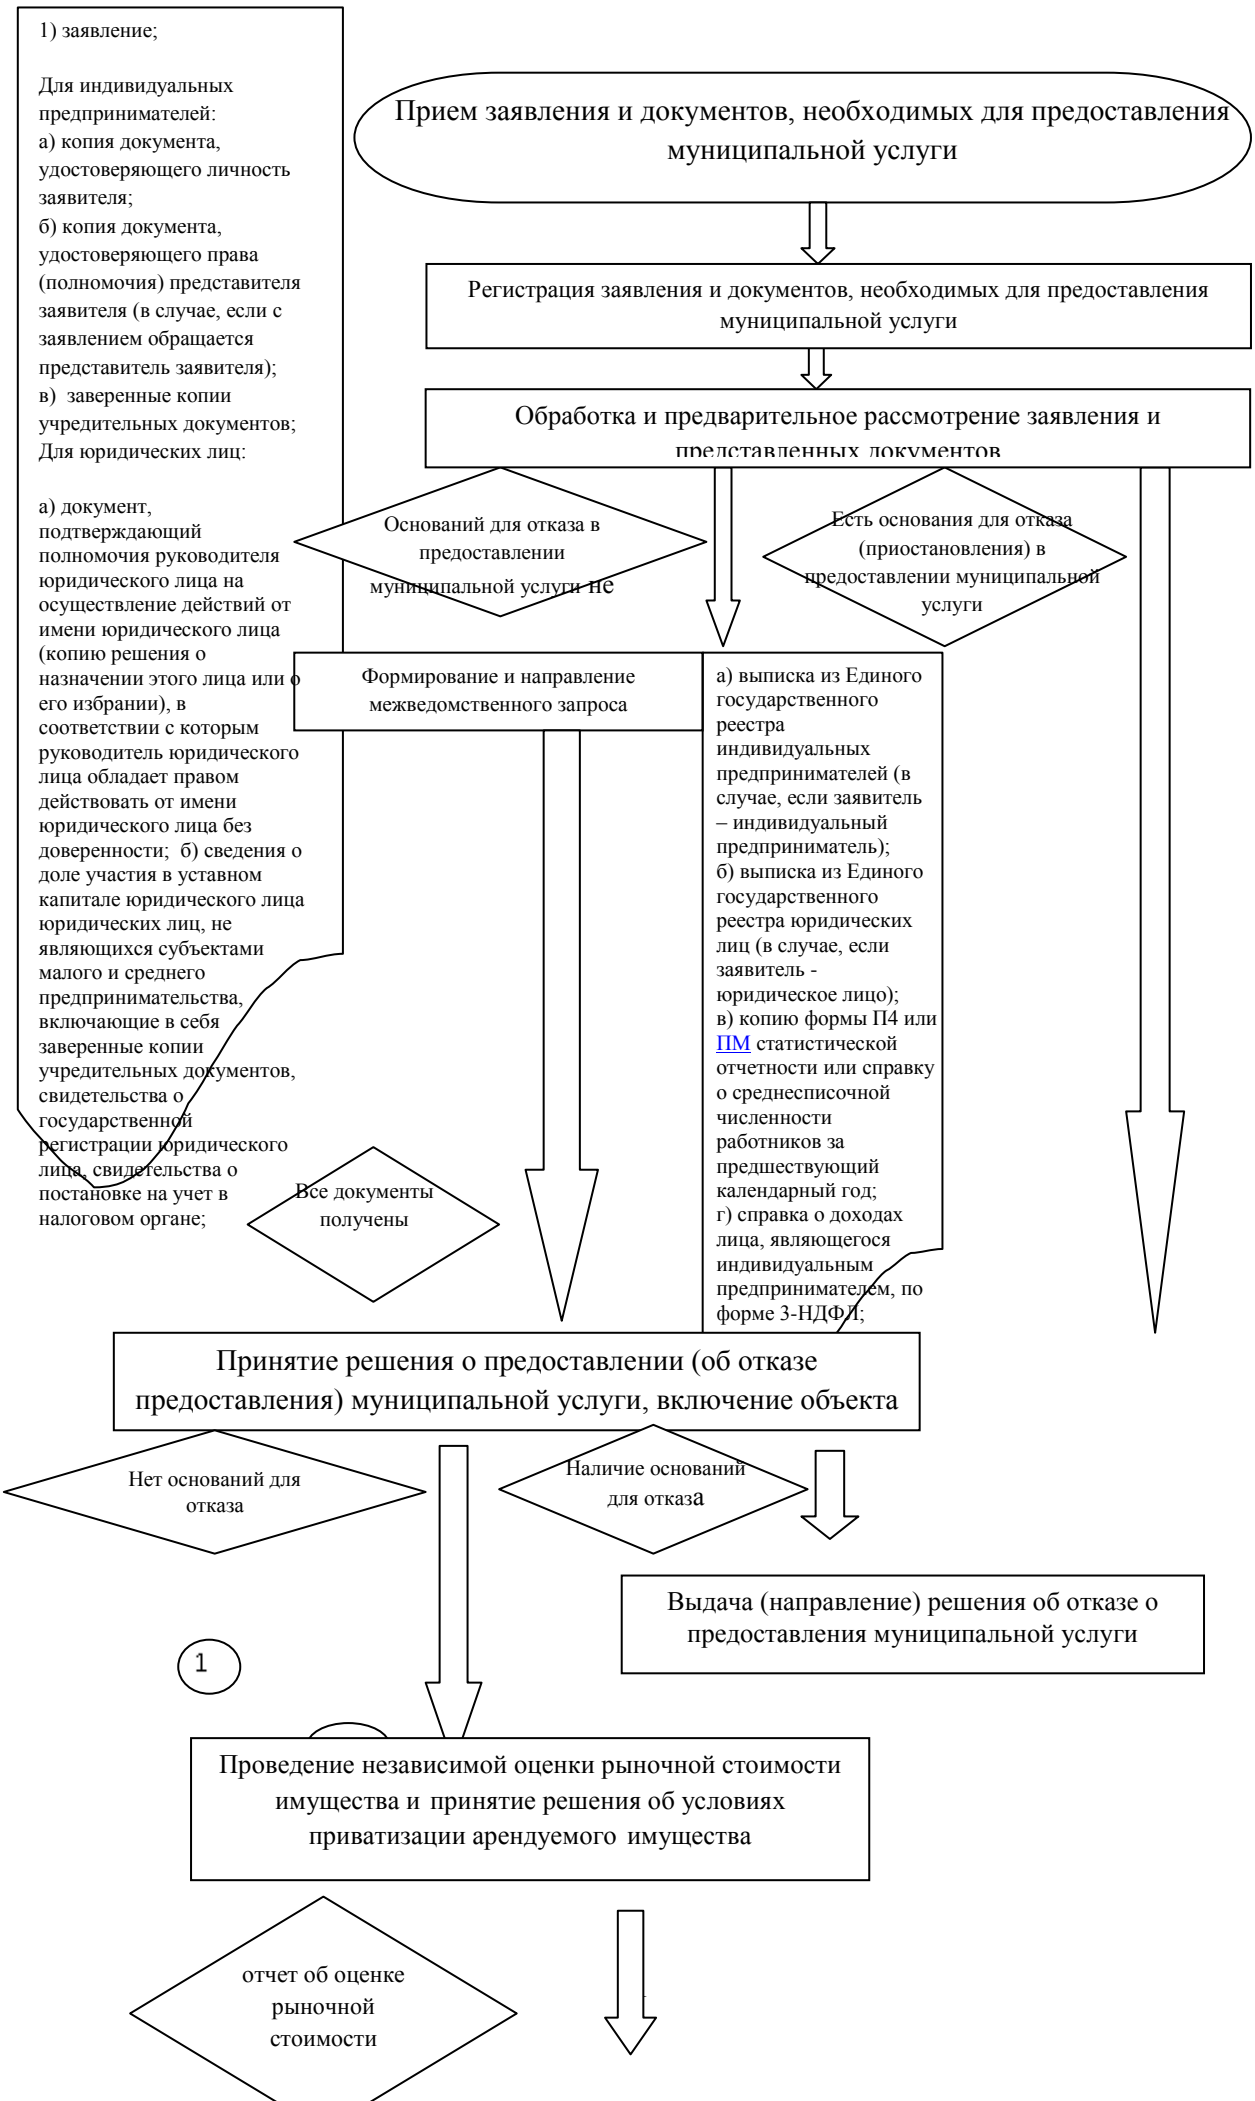 1) заявление;
Для индивидуальных
предпринимателей:
а) копия документа,
удостоверяющего личность
заявителя;
б) копия документа,
удостоверяющего права
(полномочия) представителя
заявителя (в случае, если с
заявлением обращается
представитель заявителя);
в) заверенные копии
учредительных документов;
Для юридических лиц:
а) документ,
подтверждающий
полномочия руководителя
юридического лица на
осуществление действий от
имени юридического лица
(копию решения о
назначении этого лица или о
его избрании), в
соответствии с которым
руководитель юридического
лица обладает правом
действовать от имени
юридического лица без
доверенности; б) сведения о
доле участия в уставном
капитале юридического лица
юридических лиц, не
являющихся субъектами
малого и среднего
предпринимательства,
включающие в себя
заверенные копии
учредительных документов,
свидетельства о
государственной
регистрации юридического
лица, свидетельства о
постановке на учет в
налоговом органе;
Прием заявления и документов, необходимых для предоставления
муниципальной услуги
Регистрация заявления и документов, необходимых для предоставления
муниципальной услуги
Обработка и предварительное рассмотрение заявления и
представленных документов
Оснований для отказа в
предоставлении
муниципальной услуги не
Есть основания для отказа
(приостановления) в
предоставлении муниципальной
услуги
Формирование и направление
межведомственного запроса
а) выписка из Единого
государственного
реестра
индивидуальных
предпринимателей (в
случае, если заявитель
– индивидуальный
предприниматель);
б) выписка из Единого
государственного
реестра юридических
лиц (в случае, если
заявитель -
юридическое лицо);
в) копию формы П4 или
ПМ статистической
отчетности или справку
о среднесписочной
численности
работников за
предшествующий
календарный год;
г) справка о доходах
лица, являющегося
индивидуальным
предпринимателем, по
форме 3-НДФЛ;
Все документы
получены
Принятие решения о предоставлении (об отказе
предоставления) муниципальной услуги, включение объекта
Нет оснований для
отказа
Наличие оснований
для отказа
Выдача (направление) решения об отказе о
предоставления муниципальной услуги
1
Проведение независимой оценки рыночной стоимости
имущества и принятие решения об условиях
приватизации арендуемого имущества
отчет об оценке
рыночной
стоимости